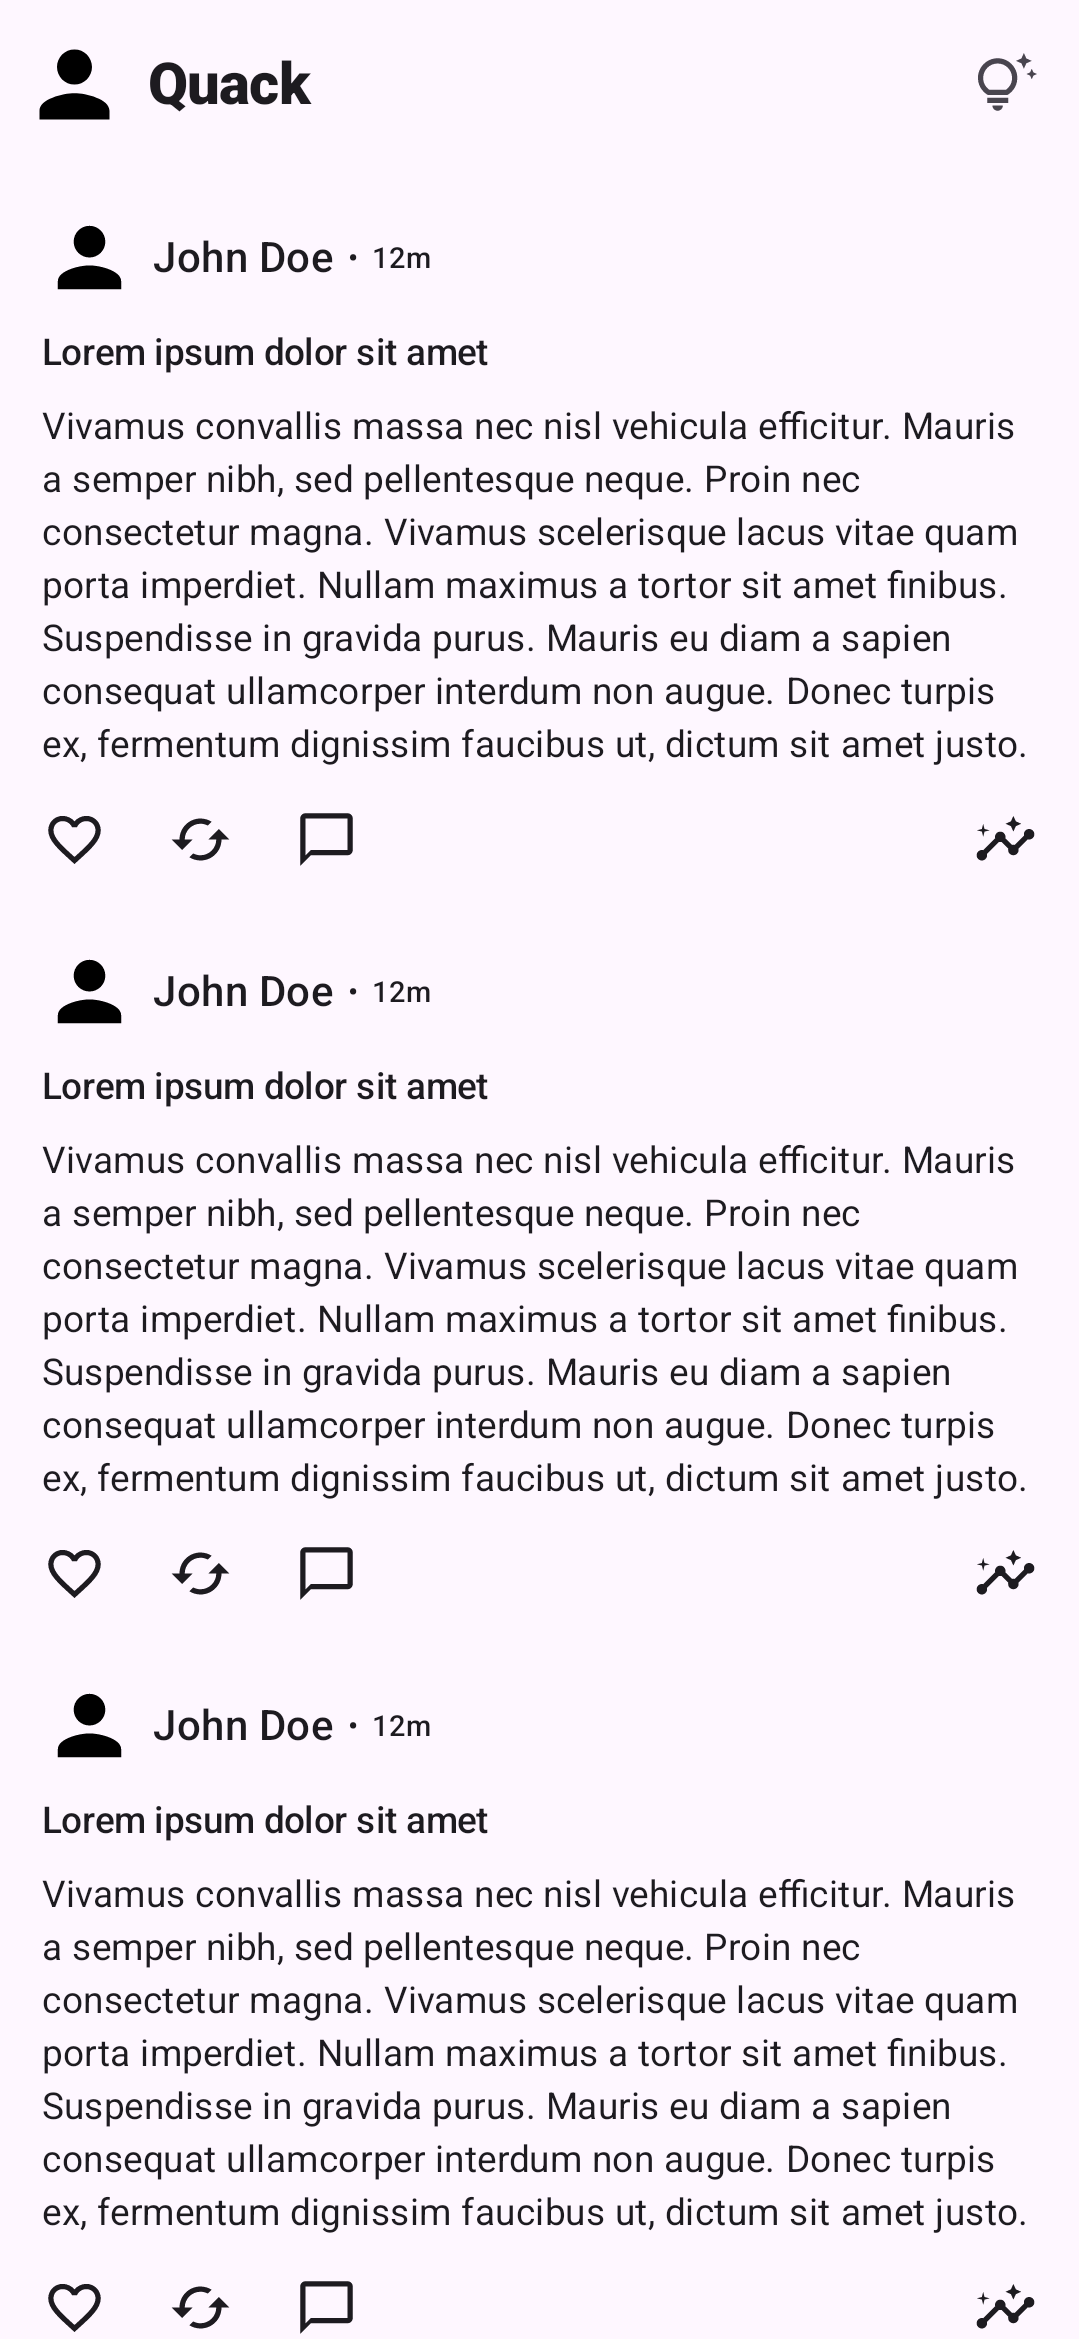 Quack
John Doe · 12m
Lorem ipsum dolor sit amet
Vivamus convallis massa nec nisl vehicula efficitur. Mauris
a semper nibh, sed pellentesque neque. Proin nec
consectetur magna. Vivamus scelerisque lacus vitae quam
porta imperdiet. Nullam maximus a tortor sit amet finibus.
Suspendisse in gravida purus. Mauris eu diam a sapien
consequat ullamcorper interdum non augue. Donec turpis
ex, fermentum dignissim faucibus ut, dictum sit amet justo.
John Doe · 12m
Lorem ipsum dolor sit amet
Vivamus convallis massa nec nisl vehicula efficitur. Mauris
a semper nibh, sed pellentesque neque. Proin nec
consectetur magna. Vivamus scelerisque lacus vitae quam
porta imperdiet. Nullam maximus a tortor sit amet finibus.
Suspendisse in gravida purus. Mauris eu diam a sapien
consequat ullamcorper interdum non augue. Donec turpis
ex, fermentum dignissim faucibus ut, dictum sit amet justo.
John Doe · 12m
Lorem ipsum dolor sit amet
Vivamus convallis massa nec nisl vehicula efficitur. Mauris
a semper nibh, sed pellentesque neque. Proin nec
consectetur magna. Vivamus scelerisque lacus vitae quam
porta imperdiet. Nullam maximus a tortor sit amet finibus.
Suspendisse in gravida purus. Mauris eu diam a sapien
consequat ullamcorper interdum non augue. Donec turpis
ex, fermentum dignissim faucibus ut, dictum sit amet justo.